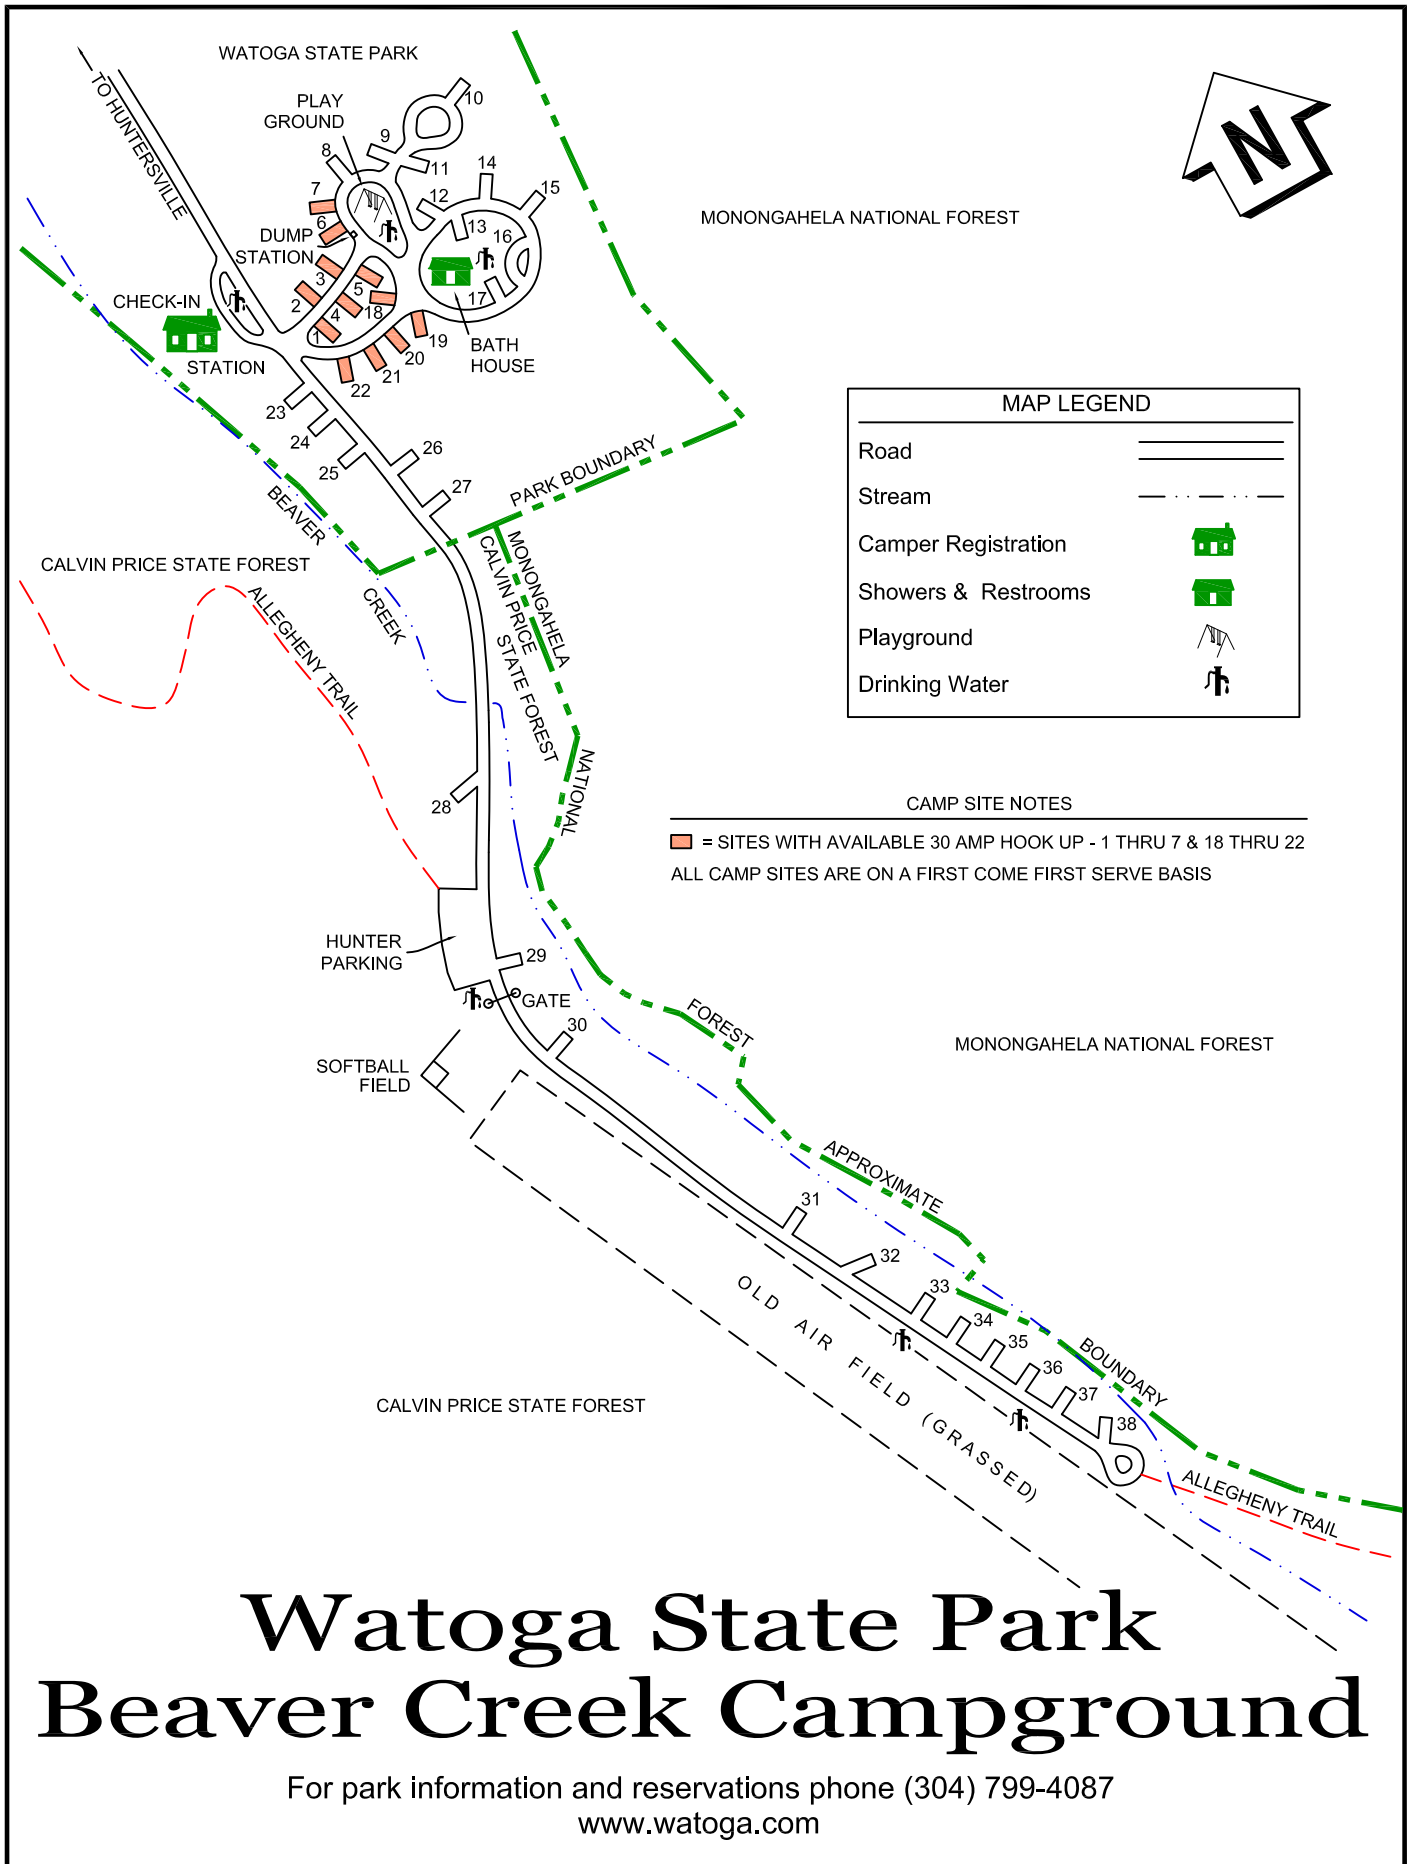 WATOGA STATE PARK
TO HUNTERSVILLE
PLAY
GROUND
10
9
8
11
7
14
12
15
6
13
16
DUMP
STATION
3
5
2
4
18
17
1
19
20
21
22
BATH
HOUSE
CHECK-IN
STATION
N
MONONGAHELA NATIONAL FOREST
23
24
25
26
27
PARK BOUNDARY
BEAVER
CREEK
CALVIN PRICE STATE FOREST
ALLEGHENY TRAIL
MONONGAHELA
CALVIN PRICE
STATE FOREST
NATIONAL
MAP LEGEND
Road
Stream
Camper Registration
Showers & Restrooms
Playground
Drinking Water
CAMP SITE NOTES
= SITES WITH AVAILABLE 30 AMP HOOK UP - 1 THRU 7 & 18 THRU 22
ALL CAMP SITES ARE ON A FIRST COME FIRST SERVE BASIS
28
HUNTER
PARKING
29
GATE
30
SOFTBALL
FIELD
FOREST
MONONGAHELA NATIONAL FOREST
APPROXIMATE
31
32
33
34
35
36
37
38
BOUNDARY
OLD AIR FIELD (GRASSED)
CALVIN PRICE STATE FOREST
ALLEGHENY TRAIL
Watoga State Park
Beaver Creek Campground
For park information and reservations phone (304) 799-4087
www.watoga.com